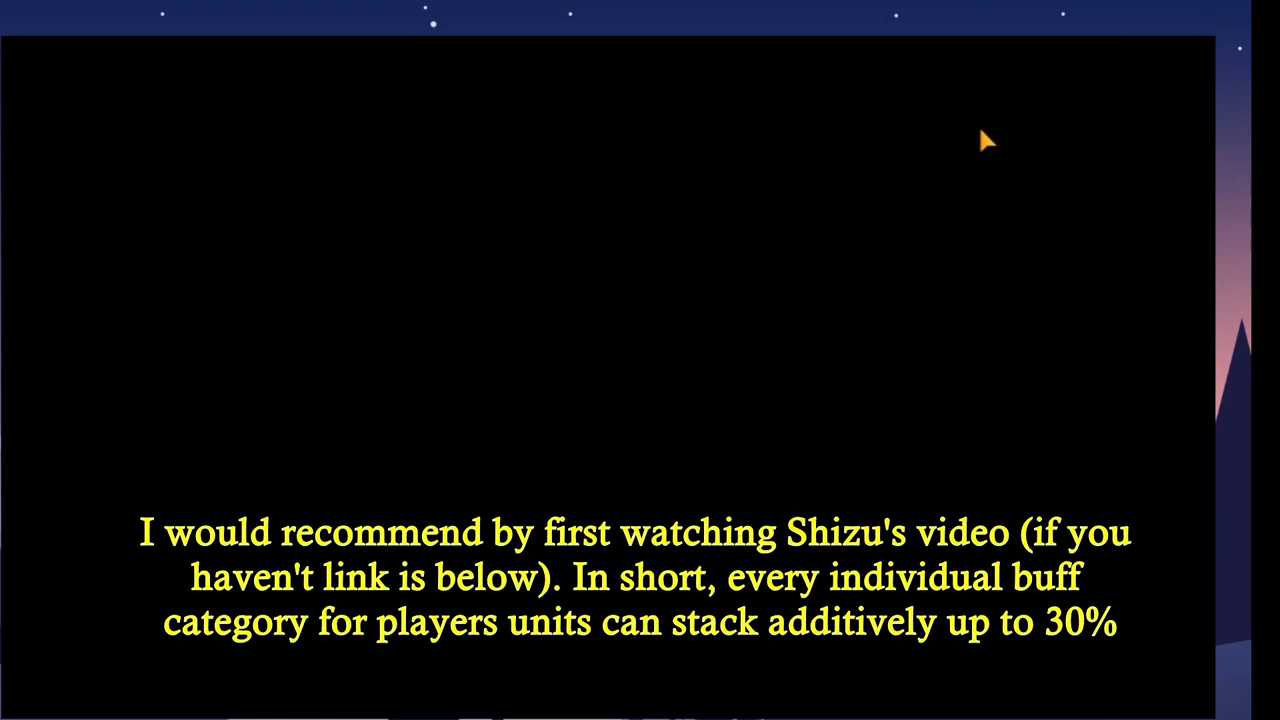 I would recommend by first watching Shizu's video (if you
haven't link is below). In short, every individual buff
category for players units can stack additively up to 30%